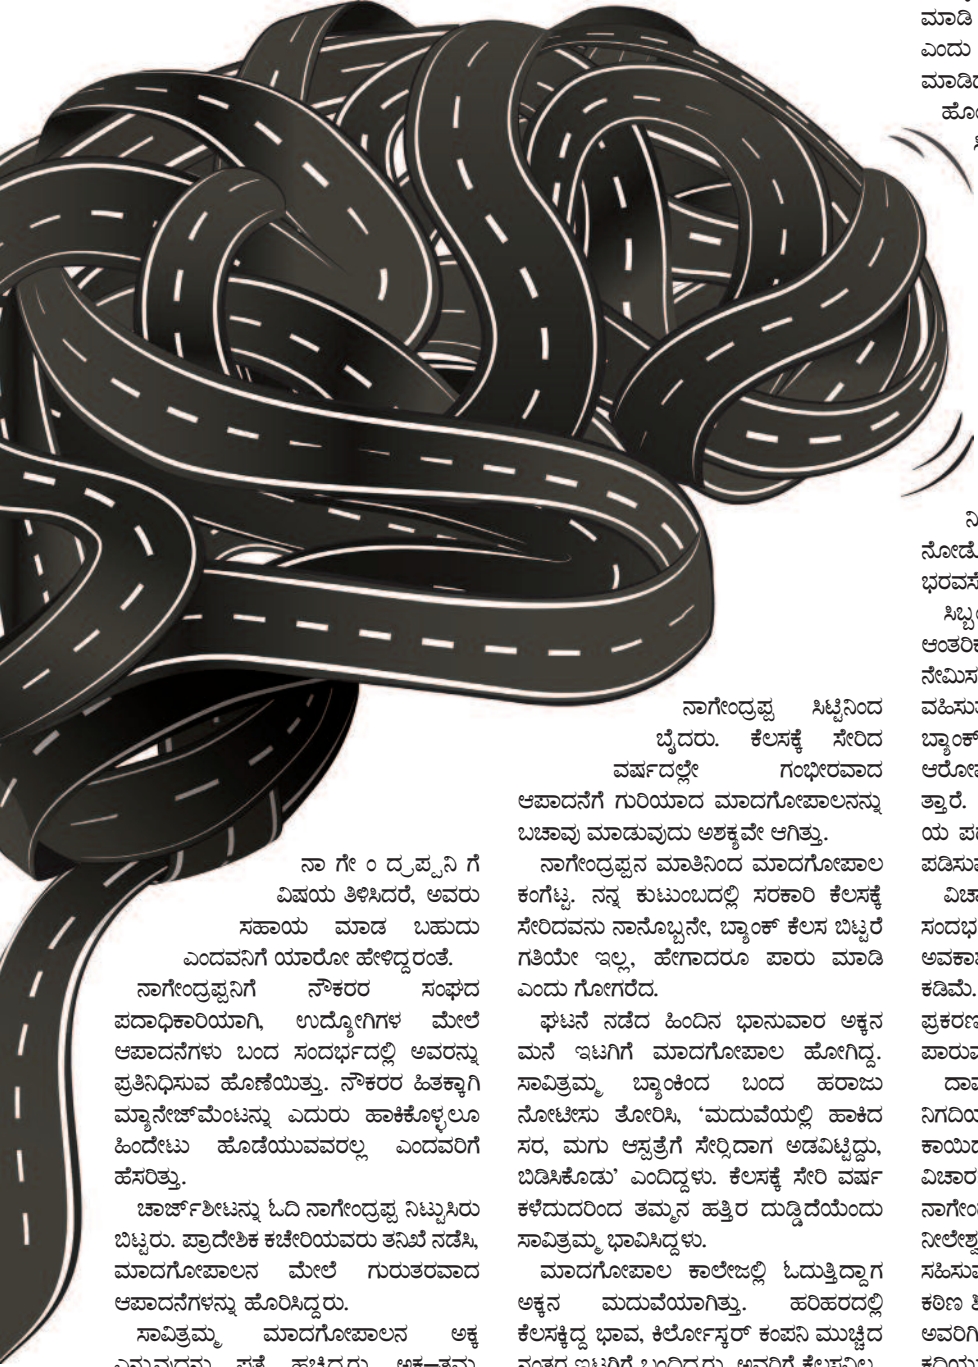 ನಾಗೇಂದ್ರಪ್ಪನಿಗೆ
ವಿಷಯ ತಿಳಿಸಿದರೆ, ಅವರು
ಸಹಾಯ ಮಾಡ ಬಹುದು
ಎಂದವನಿಗೆ ಯಾರೋ ಹೇಳಿದ್ದರಂತೆ.
ನಾಗೇಂದ್ರಪ್ಪನಿಗೆ ನೌಕರರ ಸಂಘದ
ಪದಾಧಿಕಾರಿಯಾಗಿ, ಉದ್ಯೋಗಿಗಳ ಮೇಲೆ
ಆಪಾದನೆಗಳು ಬಂದ ಸಂದರ್ಭದಲ್ಲಿ ಅವರನ್ನು
ಪ್ರತಿನಿಧಿಸುವ ಹೊಣೆಯಿತ್ತು. ನೌಕರರ ಹಿತಕ್ಕಾಗಿ
ಮ್ಯಾನೇಜ್‌ಮೆಂಟನ್ನು ಎದುರು ಹಾಕಿಕೊಳ್ಳಲೂ
ಹಿಂದೇಟು ಹೊಡೆಯುವವರಲ್ಲ ಎಂದವರಿಗೆ
ಹೆಸರಿತ್ತು.
ಚಾರ್ಜ್‌ಶೀಟನ್ನು ಓದಿ ನಾಗೇಂದ್ರಪ್ಪ ನಿಟ್ಟುಸಿರು
ಬಿಟ್ಟರು. ಪ್ರಾದೇಶಿಕ ಕಚೇರಿಯವರು ತನಿಖೆ ನಡೆಸಿ,
ಮಾದಗೋಪಾಲನ ಮೇಲೆ ಗುರುತರವಾದ
ಆಪಾದನೆಗಳನ್ನು ಹೊರಿಸಿದ್ದರು.
ಸಾವಿತ್ರಮ್ಮ ಮಾದಗೋಪಾಲನ ಅಕ್ಕ
ನಾಗೇಂದ್ರಪ್ಪ ಸಿಟ್ಟಿನಿಂದ
ಬೈದರು. ಕೆಲಸಕ್ಕೆ ಸೇರಿದ
ವರ್ಷದಲ್ಲೇ ಗಂಭೀರವಾದ
ಆಪಾದನೆಗೆ ಗುರಿಯಾದ ಮಾದಗೋಪಾಲನನ್ನು
ಬಚಾವು ಮಾಡುವುದು ಅಶಕ್ಯವೇ ಆಗಿತ್ತು.
ನಾಗೇಂದ್ರಪ್ಪನ ಮಾತಿನಿಂದ ಮಾದಗೋಪಾಲ
ಕಂಗೆಟ್ಟ. ನನ್ನ ಕುಟುಂಬದಲ್ಲಿ ಸರಕಾರಿ ಕೆಲಸಕ್ಕೆ
ಸೇರಿದವನು ನಾನೊಬ್ಬನೇ, ಬ್ಯಾಂಕ್ ಕೆಲಸ ಬಿಟ್ಟರೆ
ಗತಿಯೇ ಇಲ್ಲ, ಹೇಗಾದರೂ ಪಾರು ಮಾಡಿ
ಎಂದು ಗೋಗರೆದ.
ಘಟನೆ ನಡೆದ ಹಿಂದಿನ ಭಾನುವಾರ ಅಕ್ಕನ
ಮನೆ ಇಟಗಿಗೆ ಮಾದಗೋಪಾಲ ಹೋಗಿದ್ದ.
ಸಾವಿತ್ರಮ್ಮ ಬ್ಯಾಂಕಿಂದ ಬಂದ ಹರಾಜು
ನೋಟೀಸು ತೋರಿಸಿ, ‘ಮದುವೆಯಲ್ಲಿ ಹಾಕಿದ
ಸರ, ಮಗು ಆಸ್ಪತ್ರೆಗೆ ಸೇರ್‍ಸಿದಾಗ ಅಡವಿಟ್ಟಿದ್ದು,
ಬಿಡಿಸಿಕೊಡು’ ಎಂದಿದ್ದಳು. ಕೆಲಸಕ್ಕೆ ಸೇರಿ ವರ್ಷ
ಕಳೆದುದರಿಂದ ತಮ್ಮನ ಹತ್ತಿರ ದುಡ್ಡಿದೆಯೆಂದು
ಸಾವಿತ್ರಮ್ಮ ಭಾವಿಸಿದ್ದಳು.
ಮಾದಗೋಪಾಲ ಕಾಲೇಜಲ್ಲಿ ಓದುತ್ತಿದ್ದಾಗ
ಅಕ್ಕನ ಮದುವೆಯಾಗಿತ್ತು. ಹರಿಹರದಲ್ಲಿ
ಕೆಲಸಕ್ಕಿದ್ದ ಭಾವ, ಕಿರ್ಲೋಸ್ಕರ್ ಕಂಪನಿ ಮುಚ್ಚಿದ
ಮಾಡಿ
ಎಂದು
ತ್ತಾರೆ.
ಕಡಿಮೆ.